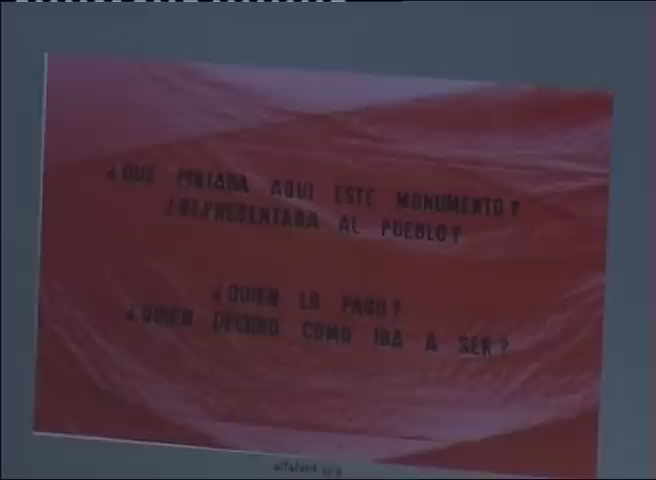 ¿QUE PINTABA AQUI ESTE MONUMENTO?
¿REPRESENTABA AL PUEBLO?
¿QUIEN LO PAGO?
¿QUIEN DECIDIO COMO IBA A SER?